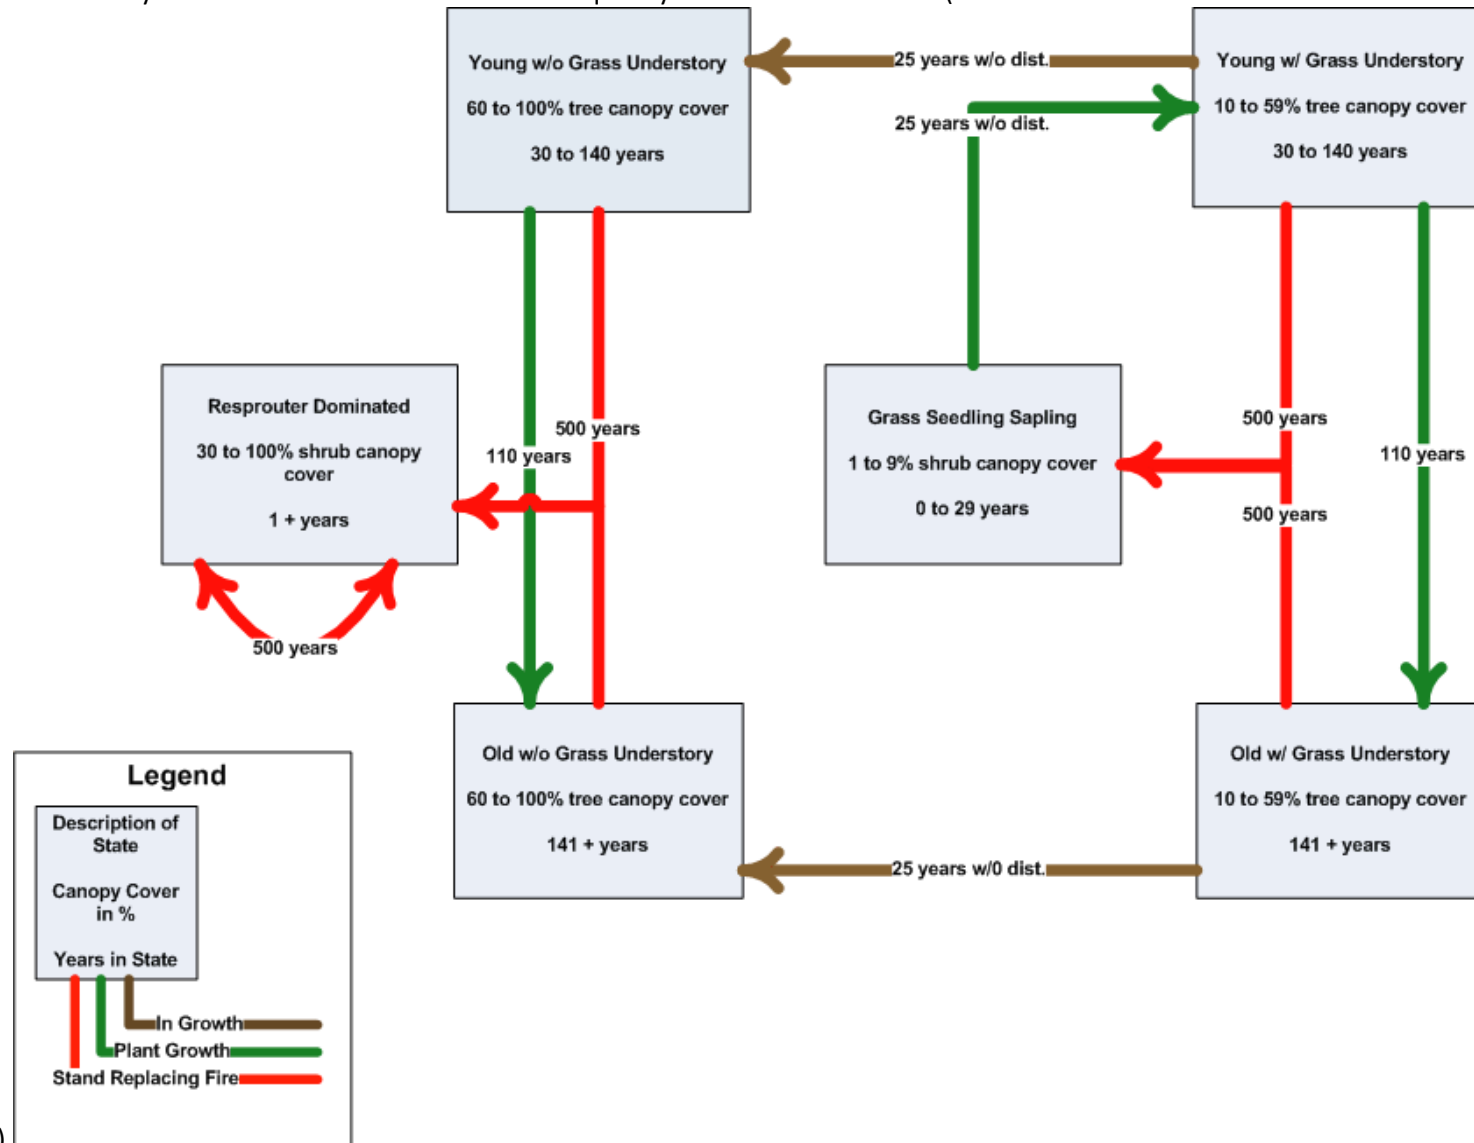 Young w/o Grass Understory
60 to 100% tree canopy cover
30 to 140 years
25 years w/o dist.
Young w/ Grass Understory
10 to 59% tree canopy cover
30 to 140 years
25 years w/o dist.
Resprouter Dominated
30 to 100% shrub canopy
cover
1 + years
500 years
110 years
500 years
Grass Seedling Sapling
1 to 9% shrub canopy cover
0 to 29 years
500 years
500 years
110 years
Old w/o Grass Understory
60 to 100% tree canopy cover
141 + years
25 years w/0 dist.
Old w/ Grass Understory
10 to 59% tree canopy cover
141 + years
Legend
Description of
State
Canopy Cover
in %
Years in State
In Growth
Plant Growth
Stand Replacing Fire
)